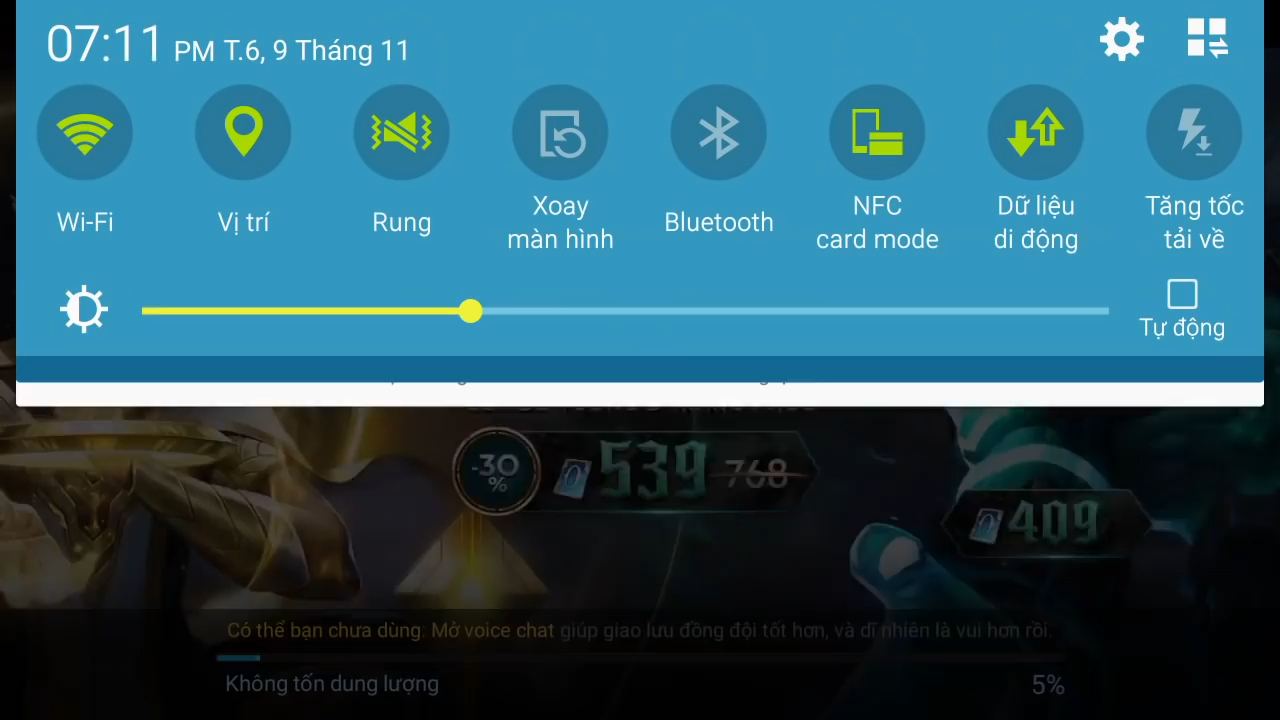 07:11 PM T.6, 9 Tháng 11
Wi-Fi
Vị trí
Rung
Xoay
màn hình
Bluetooth
NFC
card mode
Dữ liệu
di động
Tăng tốc
tải về
Tự động
-30
%
539
768
409
Có thể bạn chưa dùng: Mở voice chat giúp giao lưu đồng đội tốt hơn, và dĩ nhiên là vui hơn rồi.
Không tốn dung lượng
5%